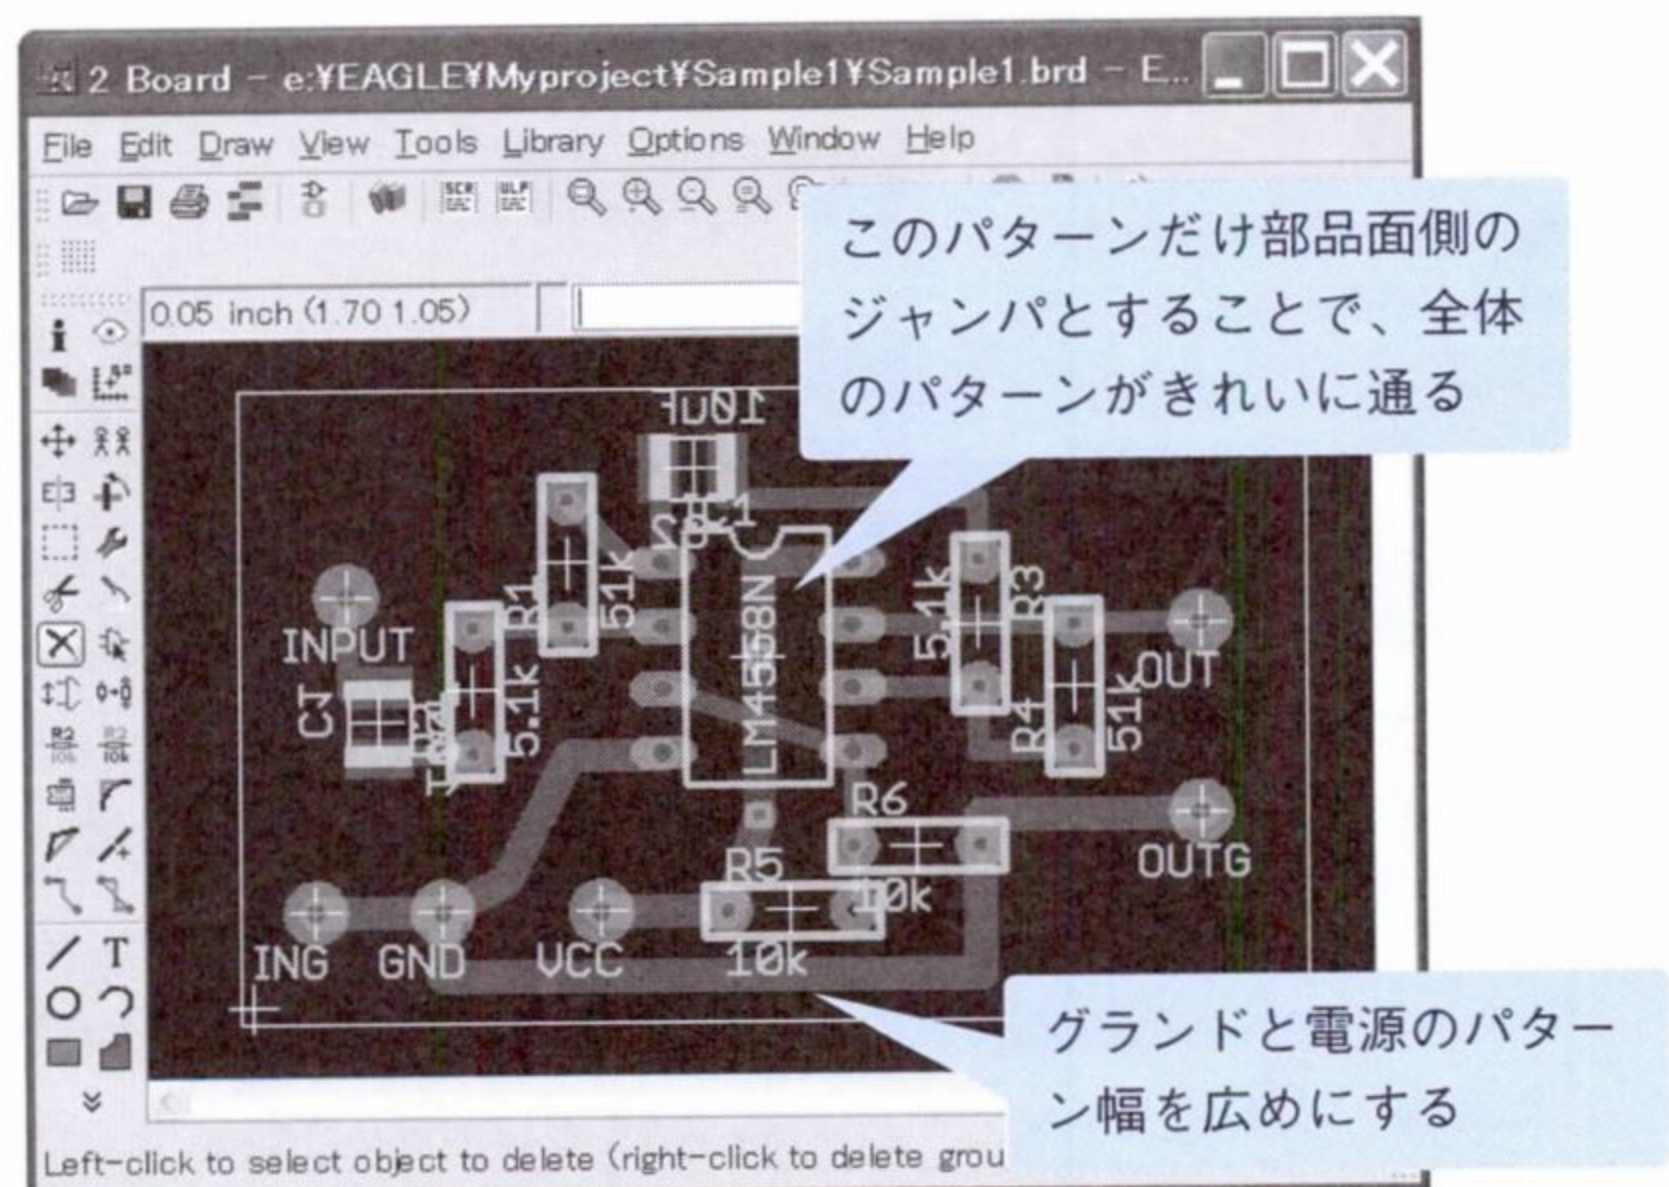 2 Board - e:¥EAGLE¥Myproject¥Sample1¥Sample1.brd - E...
File Edit Draw View Tools Library Options Window Help
SCR ULP
0.05 inch (1.70 1.05)
このパターンだけ部品面側の
ジャンパとすることで、全体
のパターンがきれいに通る
10uF
R1
51k
LM4558N
5.1k
R3
INPUT
OUT
C1
5.1k
R4
51k
R6
OUTG
R5
10k
ING GND VCC 10k
グランドと電源のパター
ン幅を広めにする
Left-click to select object to delete (right-click to delete grou